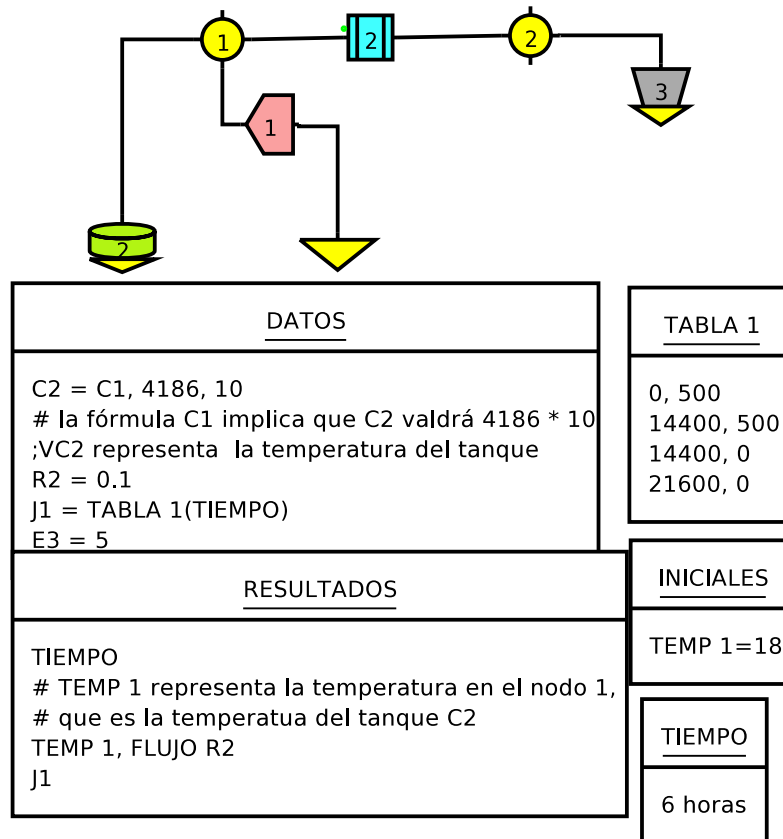 1
2
2
3
1
2
DATOS
C2 = C1, 4186, 10
# la fórmula C1 implica que C2 valdrá 4186 * 10
;VC2 representa  la temperatura del tanque
R2 = 0.1
J1 = TABLA 1(TIEMPO)
E3 = 5
TABLA 1
0, 500
14400, 500
14400, 0
21600, 0
RESULTADOS
TIEMPO
# TEMP 1 representa la temperatura en el nodo 1,
# que es la temperatua del tanque C2
TEMP 1, FLUJO R2
J1
INICIALES
TEMP 1=18
TIEMPO
6 horas